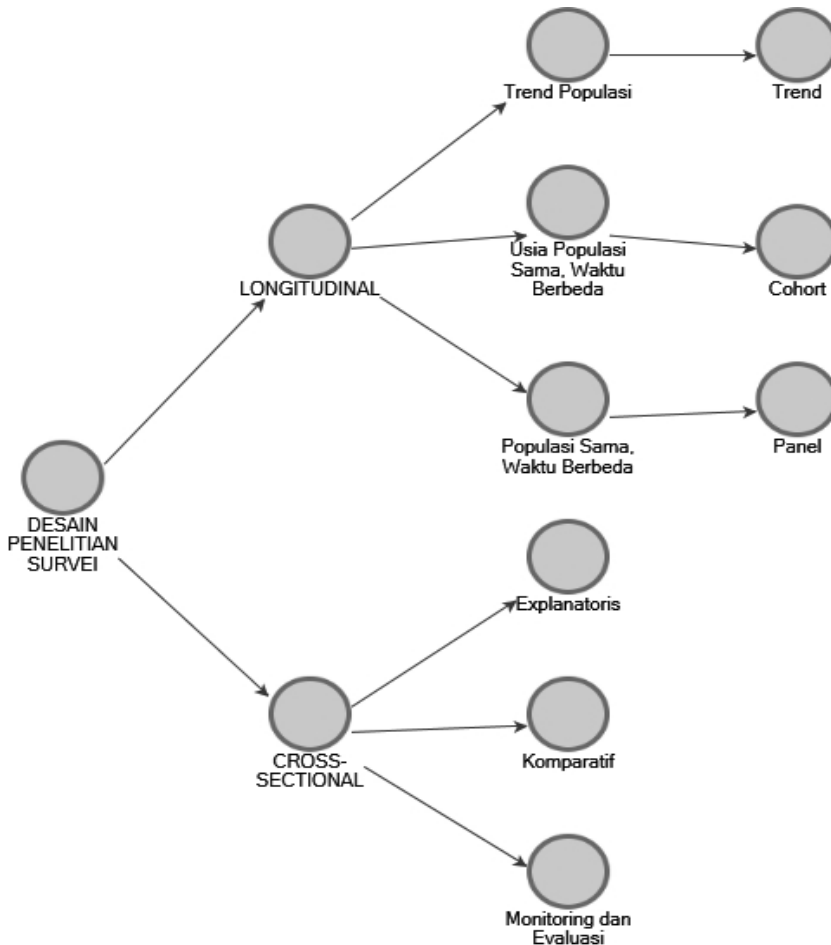 Trend Populasi
Trend
Usia Populasi
Sama, Waktu
Berbeda
Cohort
LONGITUDINAL
Populasi Sama,
Waktu Berbeda
Panel
DESAIN
PENELITIAN
SURVEI
Explanatoris
CROSS-
SECTIONAL
Komparatif
Monitoring dan
Evaluasi